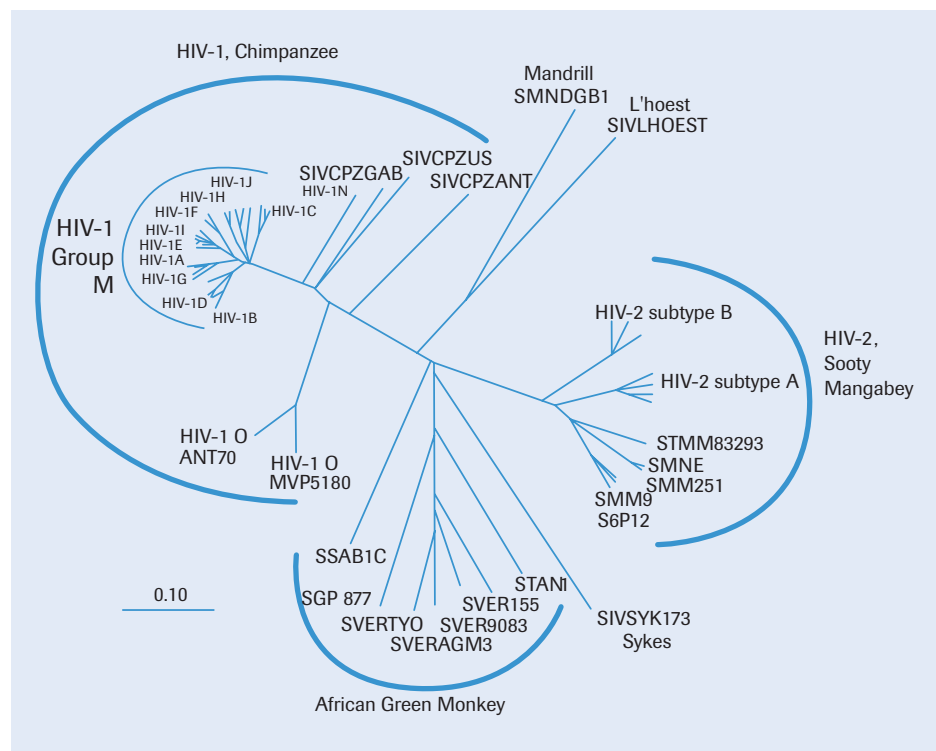 HIV-1, Chimpanzee
Mandrill
SMNDGB1
L'hoest
SIVLHOEST
SIVCPZUS
SIVCPZGAB
SIVCPZANT
HIV-1N
HIV-1J
HIV-1H
HIV-1C
HIV-1F
HIV-1I
HIV-1E
HIV-1A
HIV-1G
HIV-1D
HIV-1B
HIV-1
Group
M
HIV-2 subtype B
HIV-2 subtype A
HIV-2,
Sooty
Mangabey
STMM83293
SMNE
SMM251
SMM9
S6P12
HIV-1 O
ANT70
HIV-1 O
MVP5180
SSAB1C
SGP 877
SVERTYO
SVERAGM3
SVER9083
SVER155
STAN1
SIVSYK173
Sykes
0.10
African Green Monkey